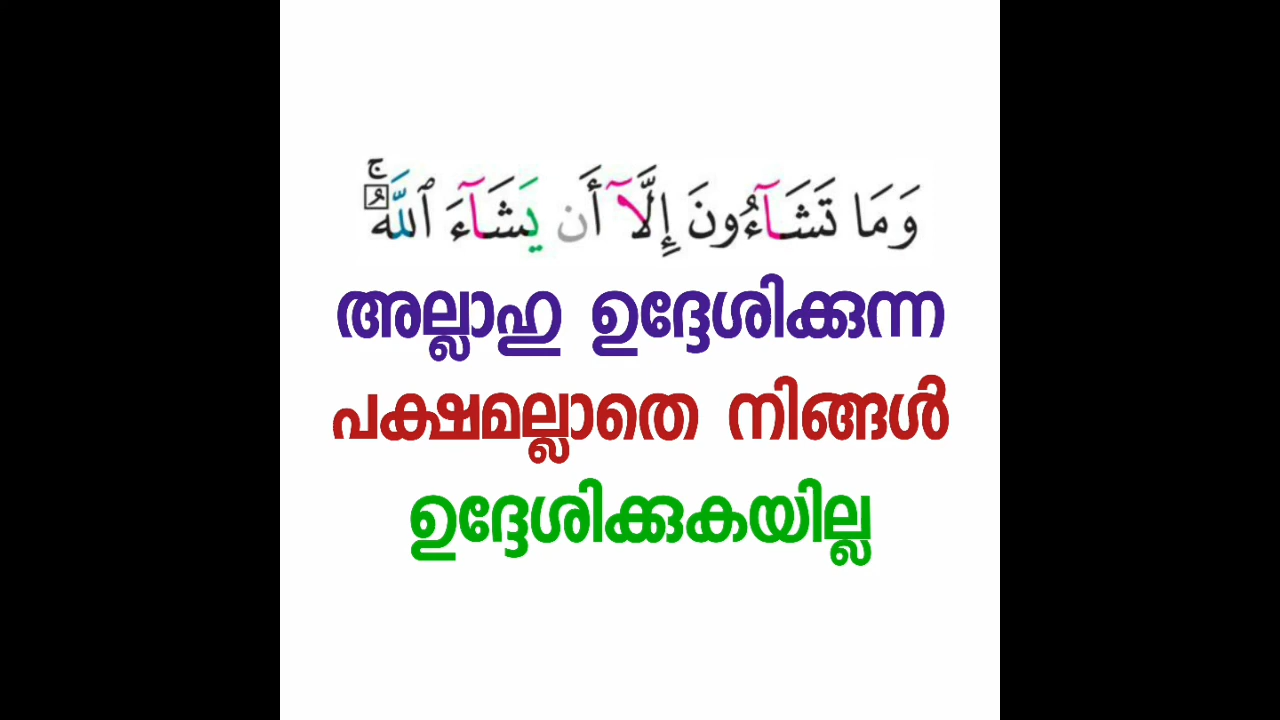 وَمَا تَشَآءُونَ إِلَّآ أَن يَشَآءَ ٱللَّهُ ۚ
അല്ലാഹു ഉദ്ദേശിക്കുന്ന
പക്ഷമല്ലാതെ നിങ്ങൾ
ഉദ്ദേശിക്കുകയില്ല